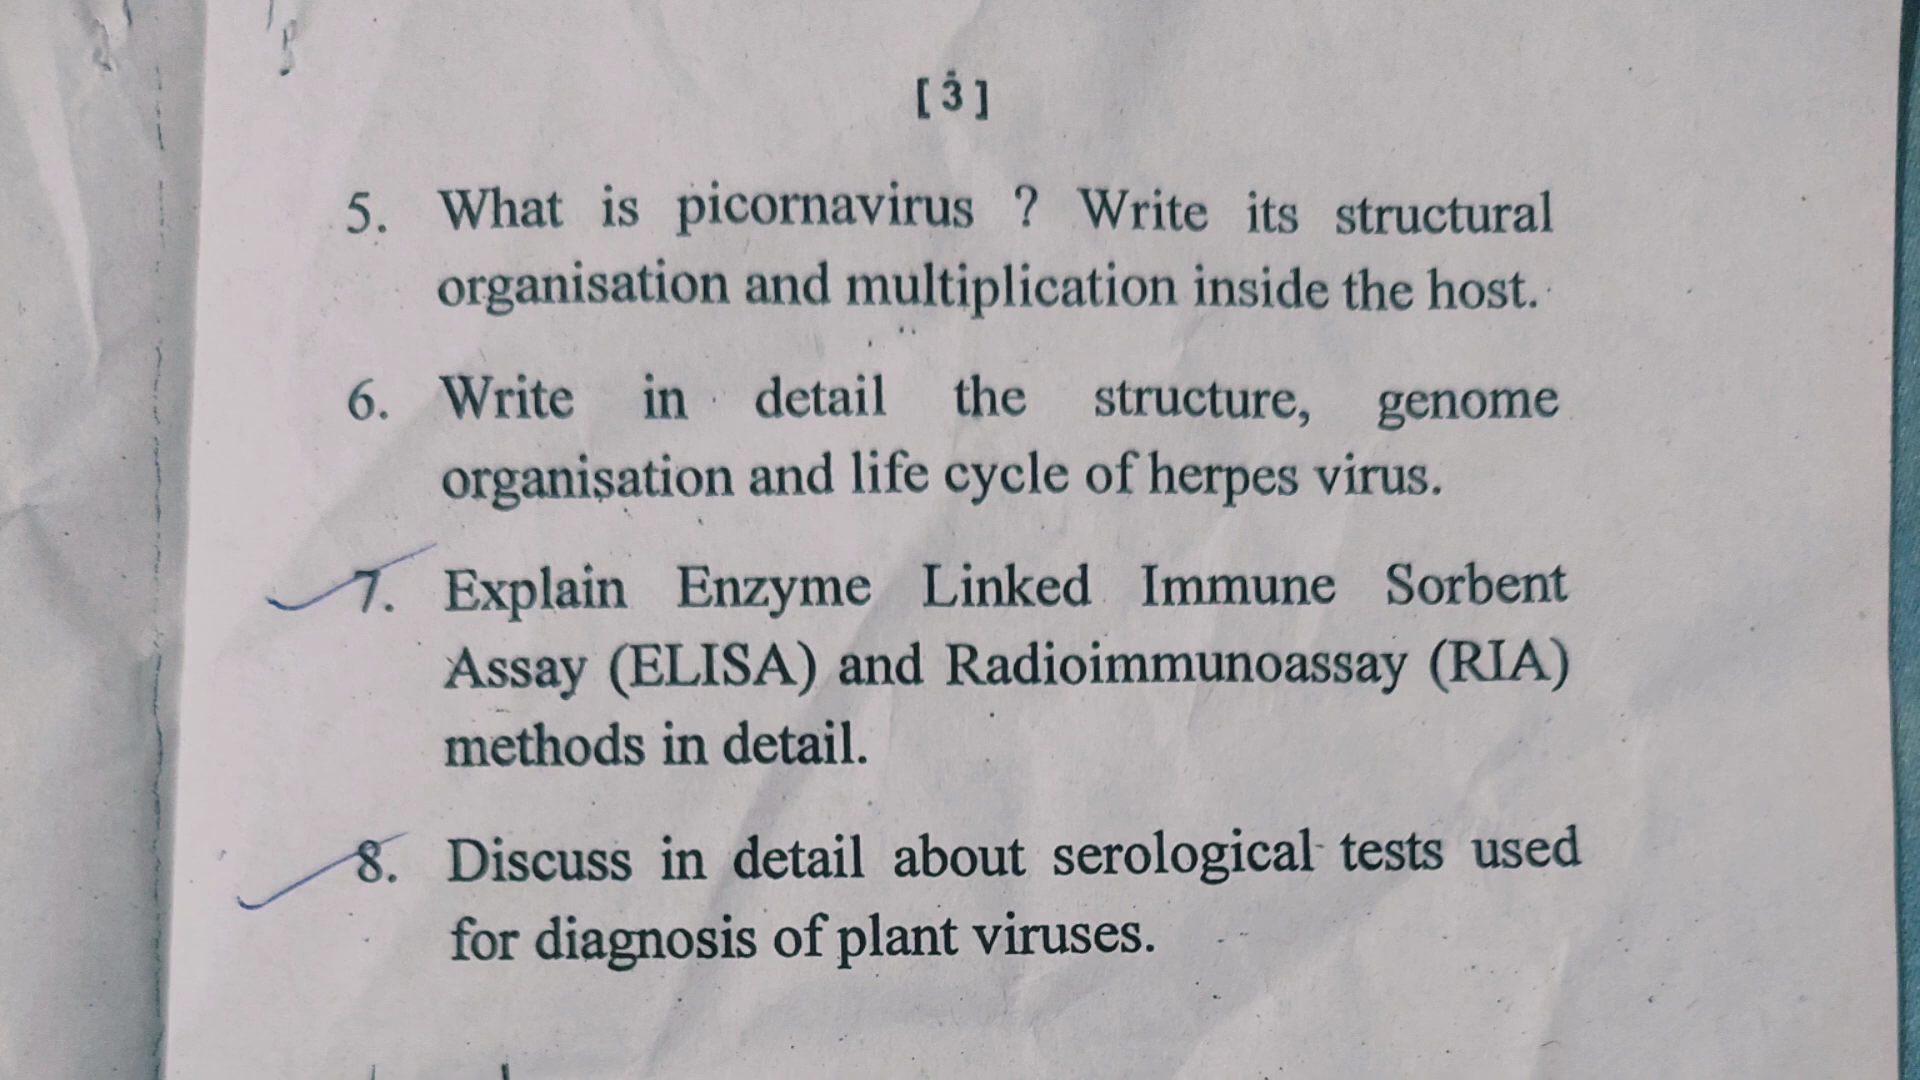 [3]
5. What is picornavirus ? Write its structural
organisation and multiplication inside the host.
6. Write in detail the structure, genome
organisation and life cycle of herpes virus.
7. Explain Enzyme Linked Immune Sorbent
Assay (ELISA) and Radioimmunoassay (RIA)
methods in detail.
8. Discuss in detail about serological tests used
for diagnosis of plant viruses.